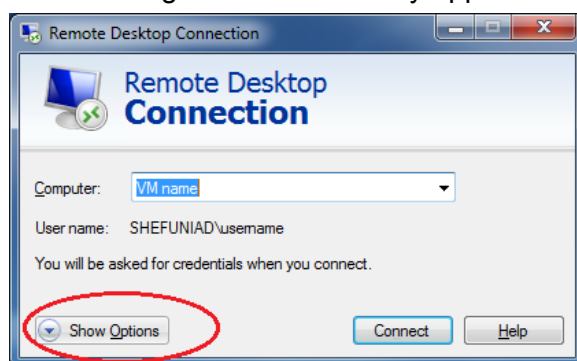 Remote Desktop Connection
Remote Desktop
Connection
Computer: VM name
User name: SHEFUNIAD\username
You will be asked for credentials when you connect.
Show Options Connect Help